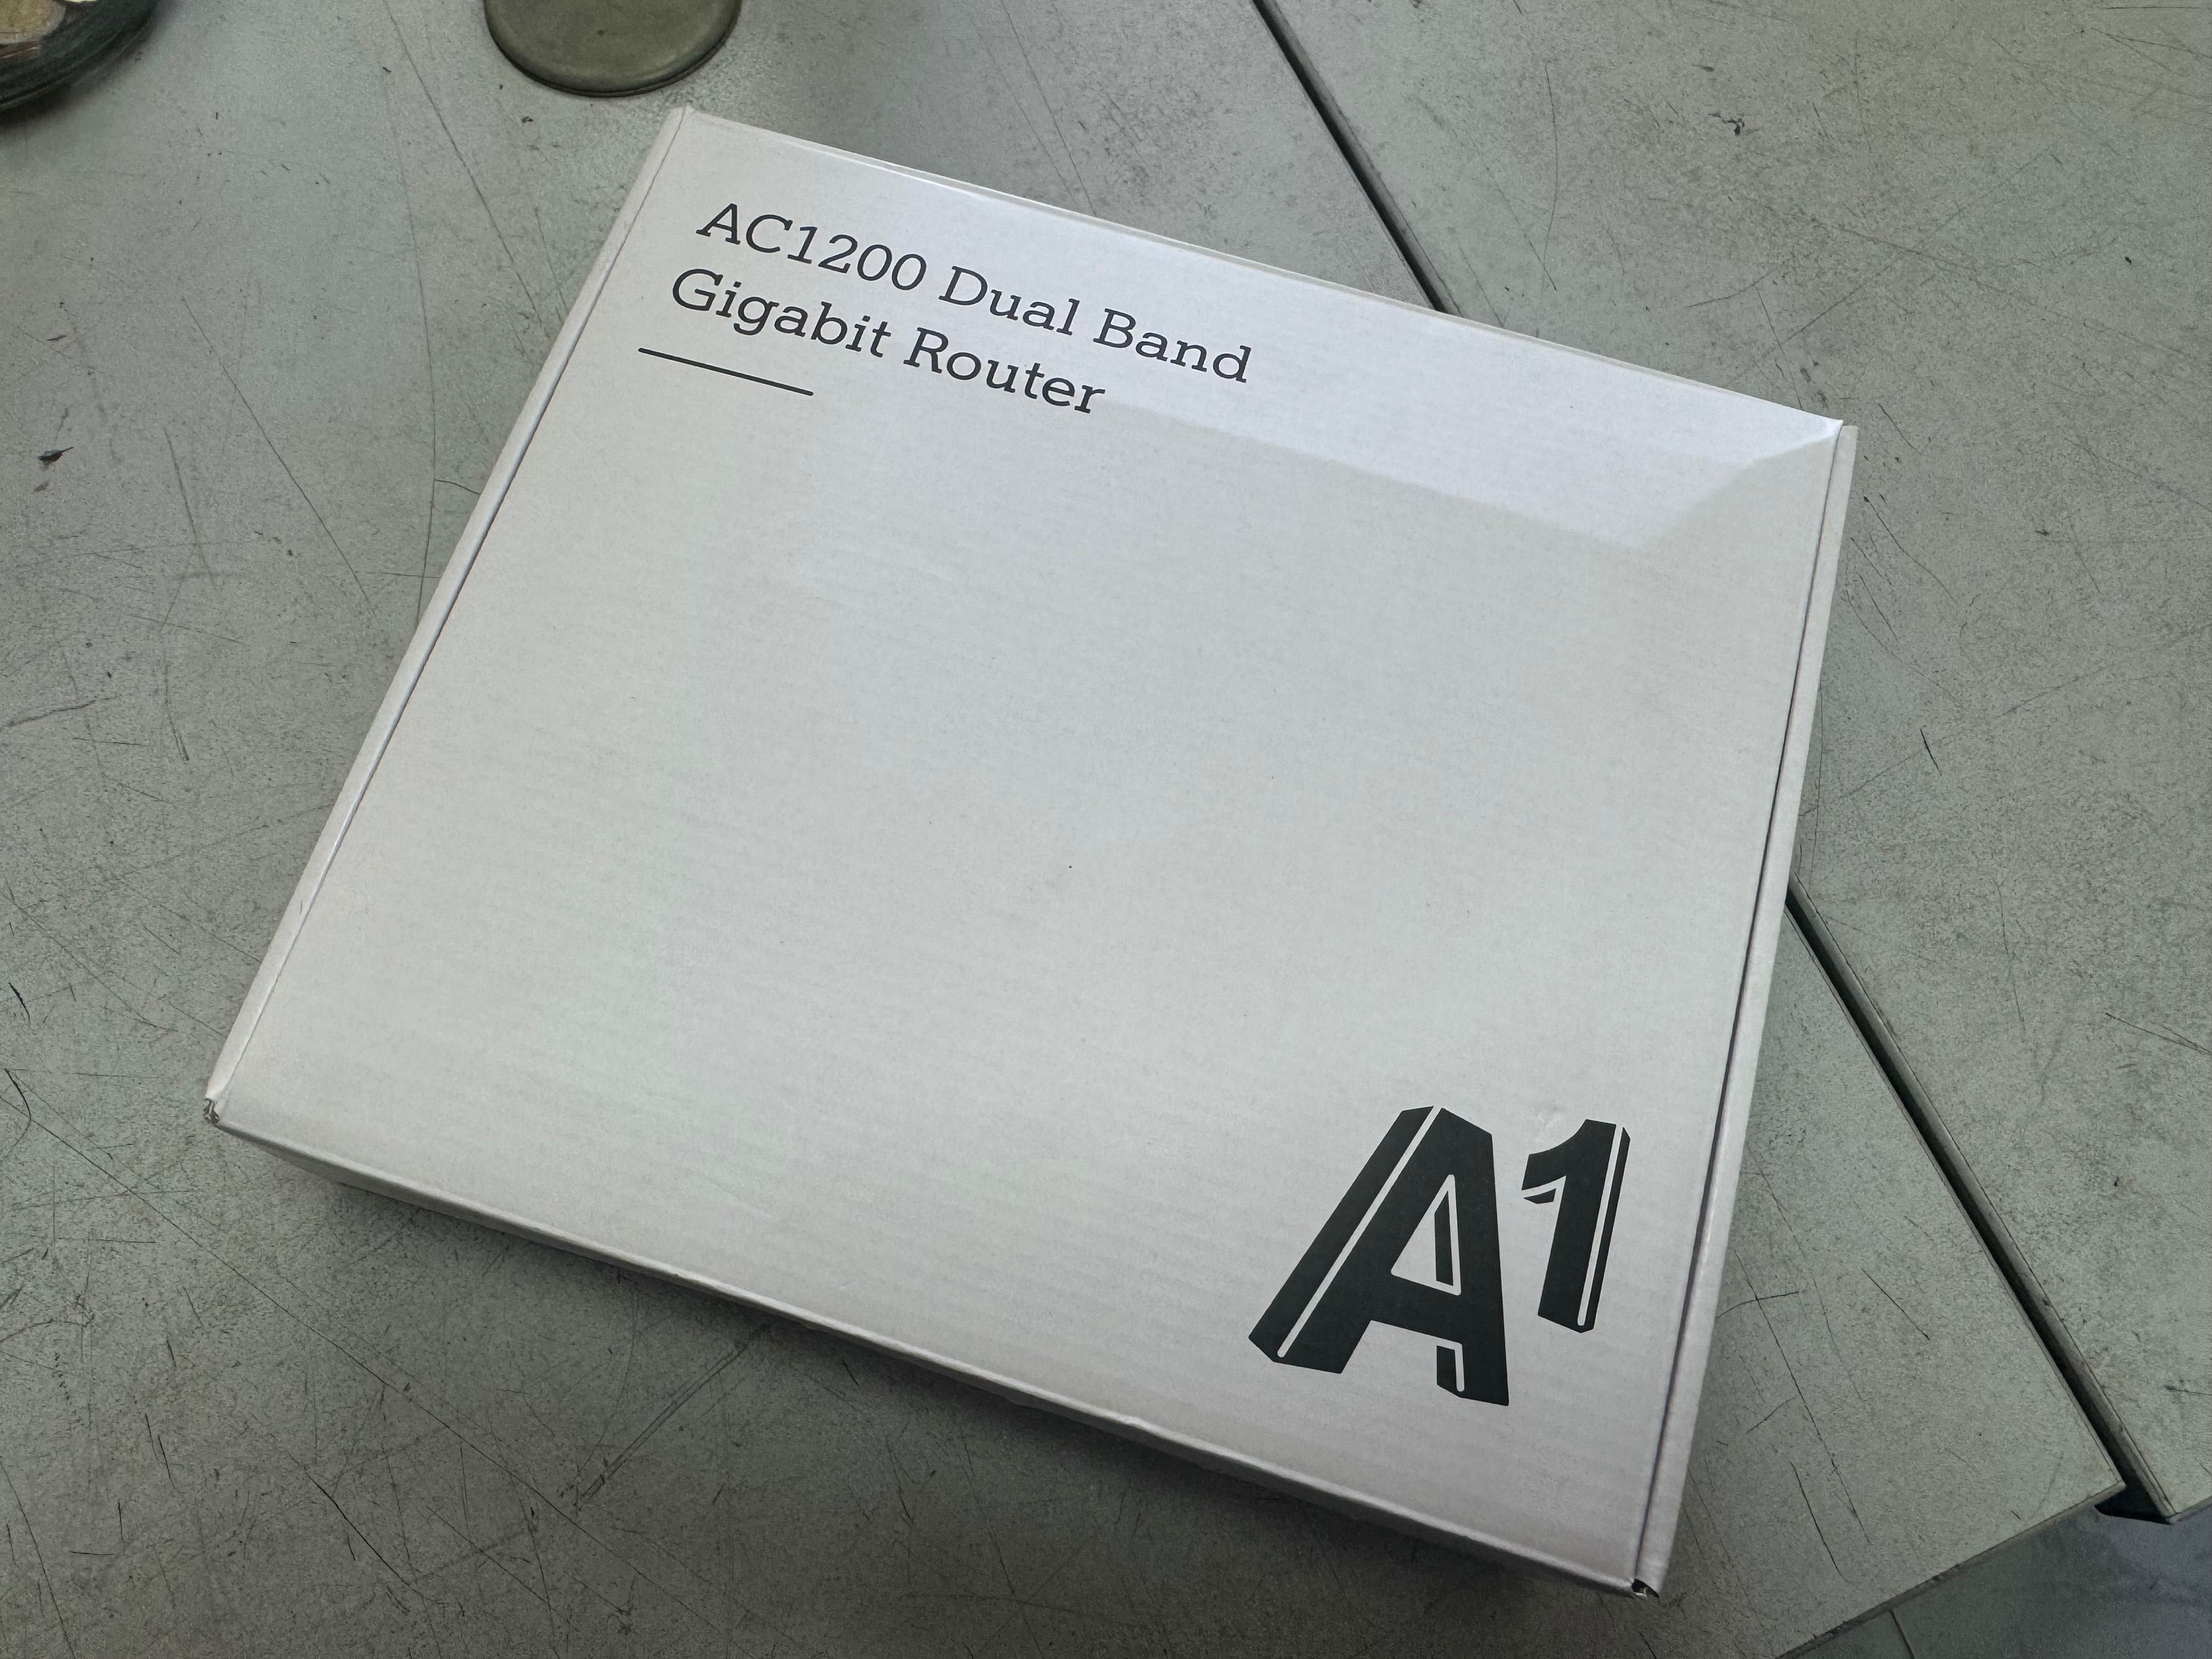 AC1200 Dual Band
Gigabit Router
A1